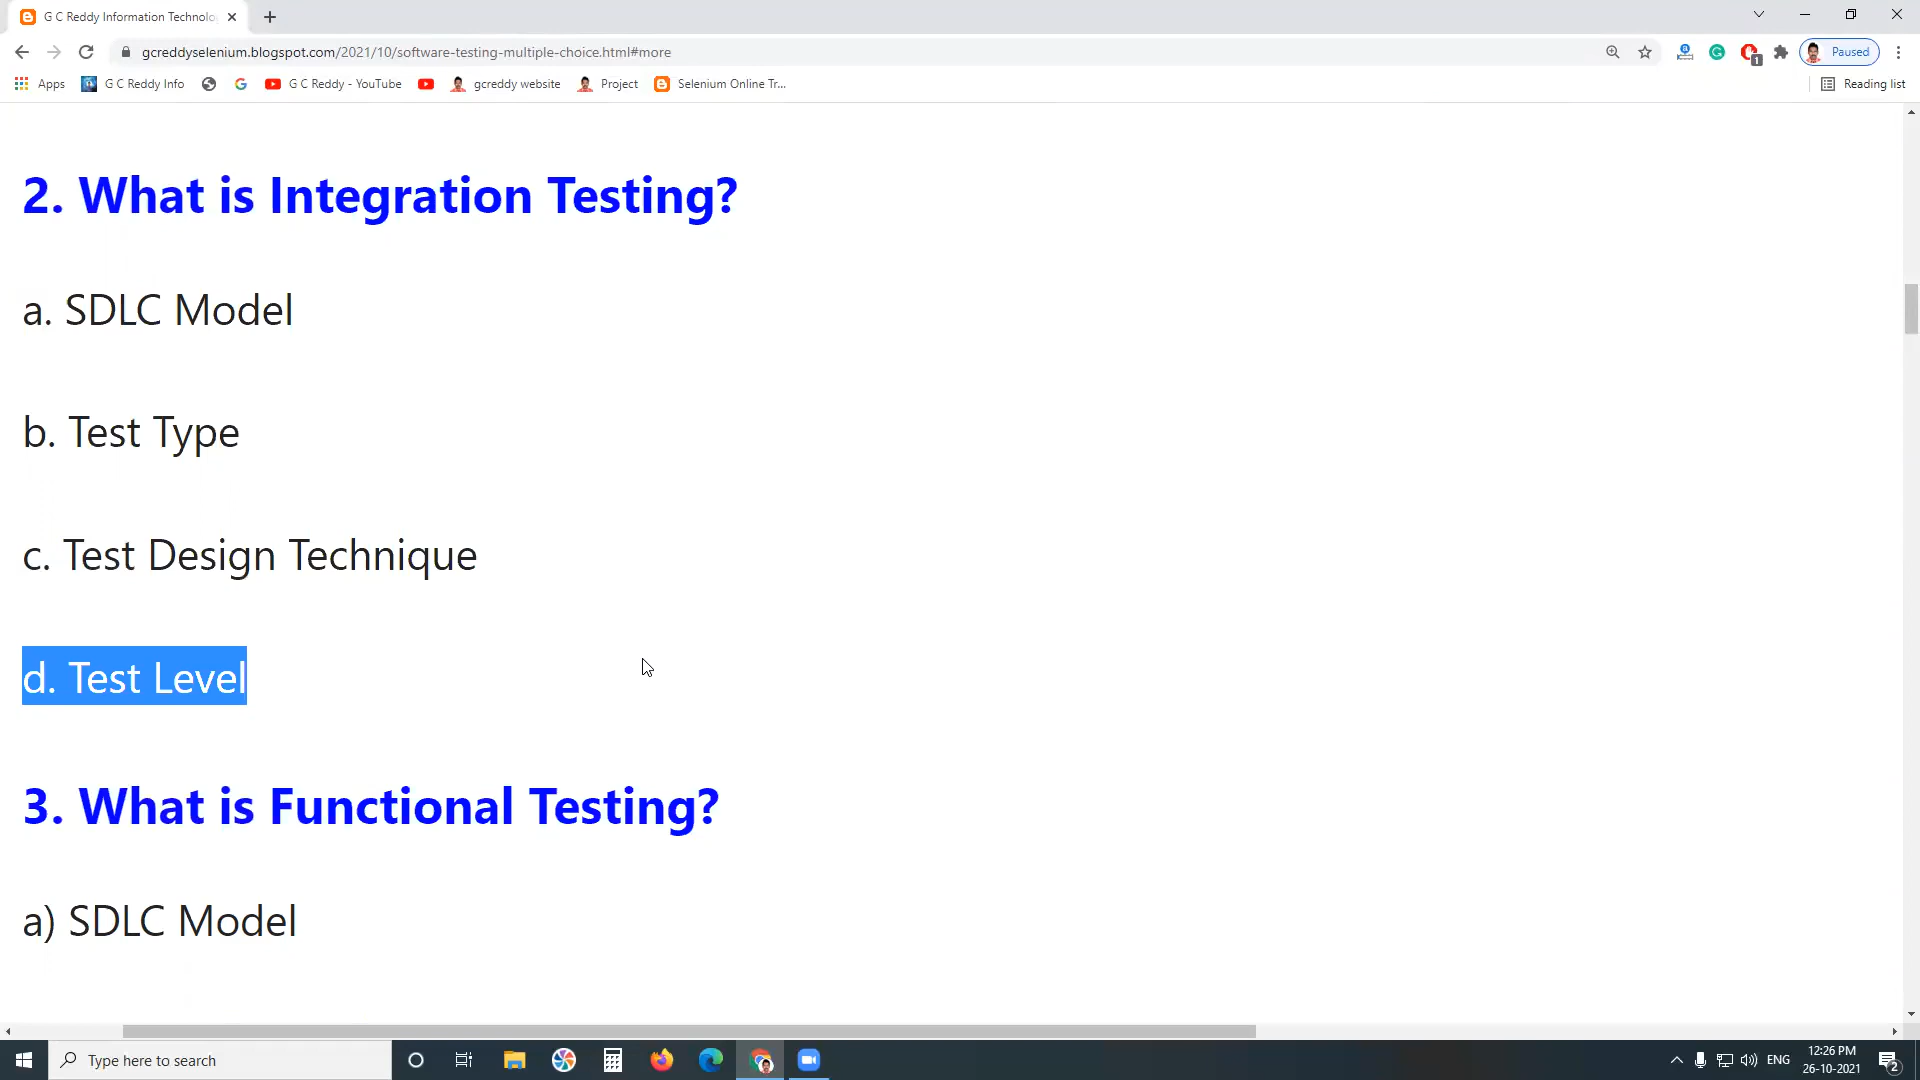 G C Reddy Information Technolo
gcreddyselenium.blogspot.com/2021/10/software-testing-multiple-choice.html#more
1
Paused
Apps
G C Reddy Info
G C Reddy - YouTube
gcreddy website
Project
Selenium Online Tr...
Reading list
2. What is Integration Testing?
a. SDLC Model
b. Test Type
c. Test Design Technique
d. Test Level
3. What is Functional Testing?
a) SDLC Model
Type here to search
ENG
12:26 PM
26-10-2021
2